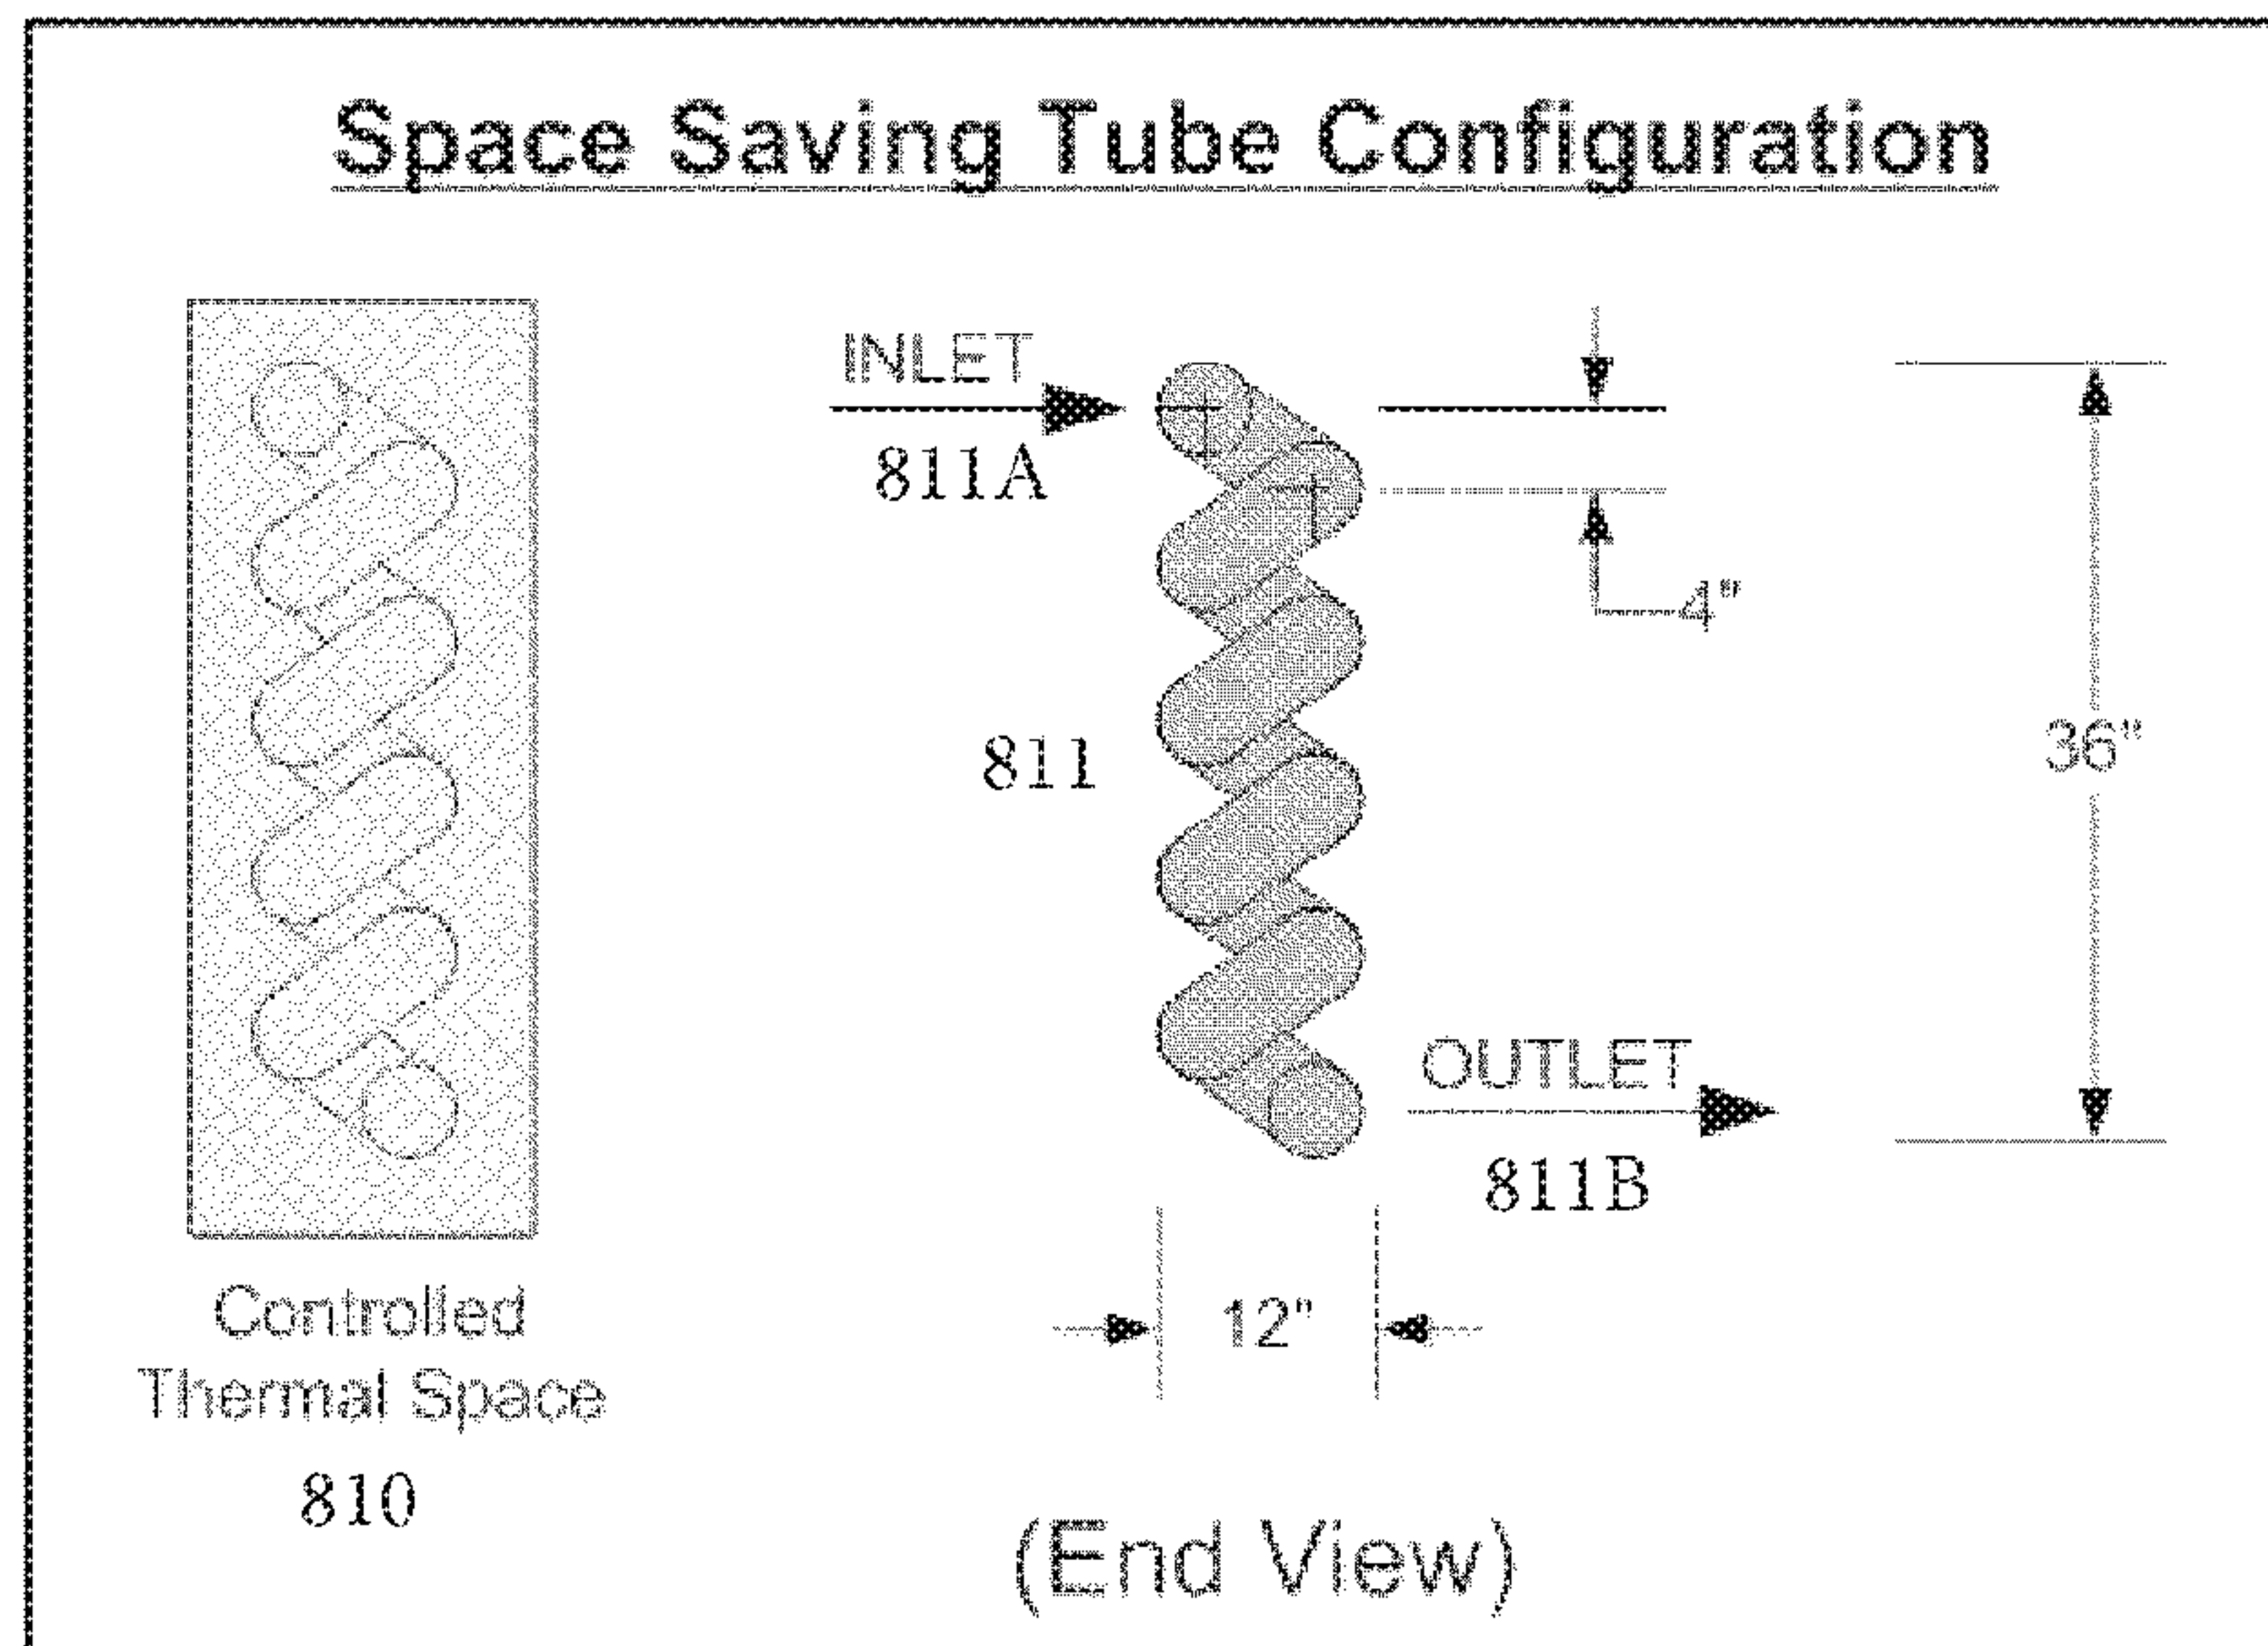 Space Saving Tube Configuration
INLET
811A
4"
36"
811
OUTLET
811B
12"
Controlled
Thermal Space
810
(End View)